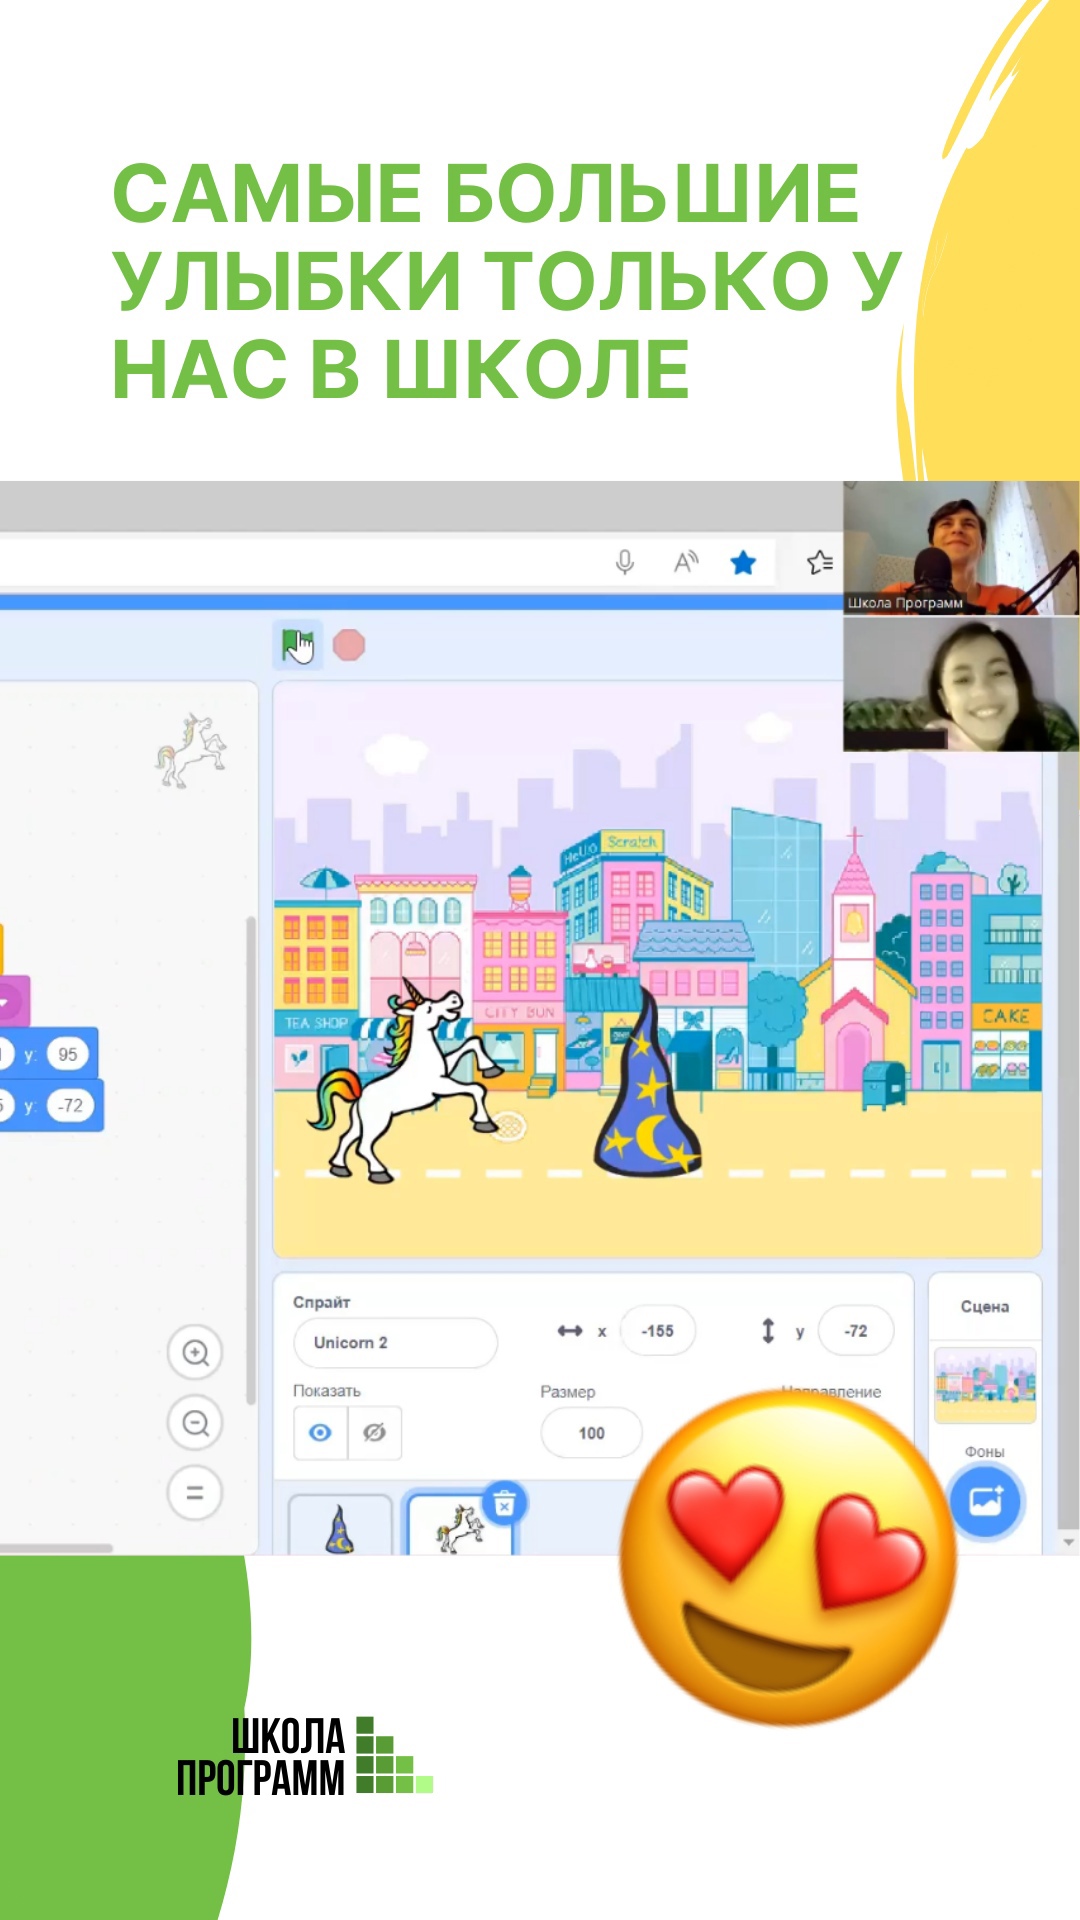 САМЫЕ БОЛЬШИЕ
УЛЫБКИ ТОЛЬКО У
НАС В ШКОЛЕ
Школа Программ
Hello Scratch
TEA SHOP
CITY BUN
CAKE
y: 95
y: -72
Спрайт
Unicorn 2
x -155
y -72
Показать
Размер
100
Направление
Сцена
Фоны
ШКОЛА
ПРОГРАММ